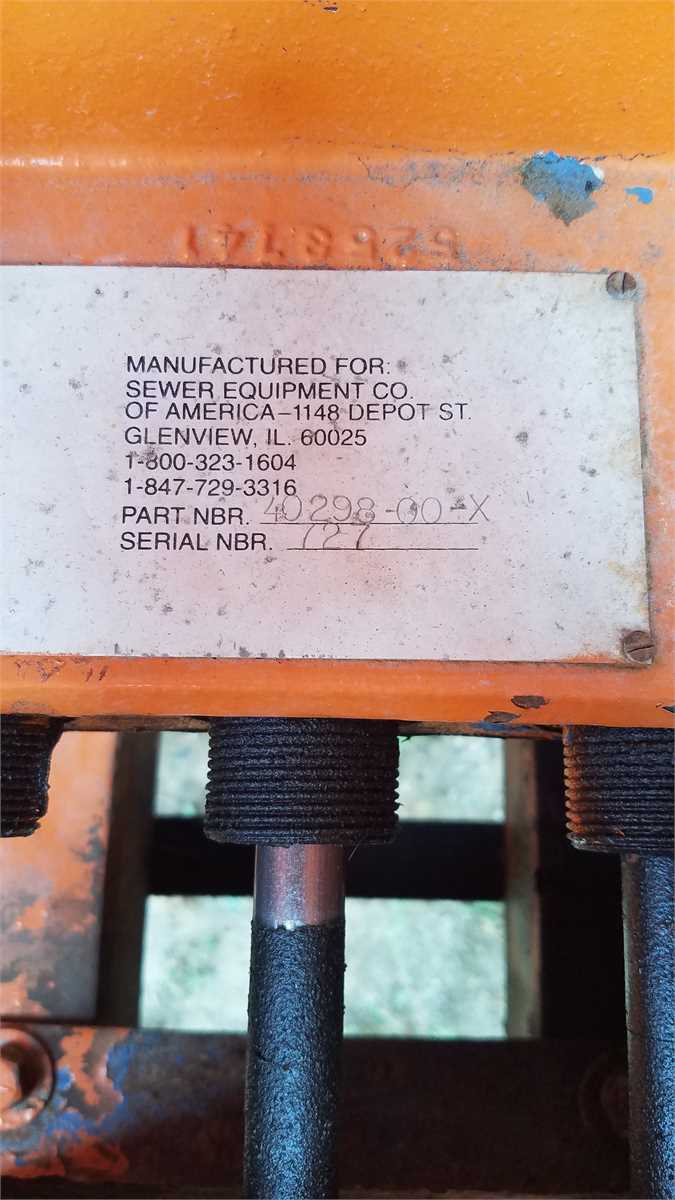 MANUFACTURED FOR:
SEWER EQUIPMENT CO.
OF AMERICA-1148 DEPOT ST.
GLENVIEW, IL. 60025
1-800-323-1604
1-847-729-3316
PART NBR. 40298-00-X
SERIAL NBR. 727